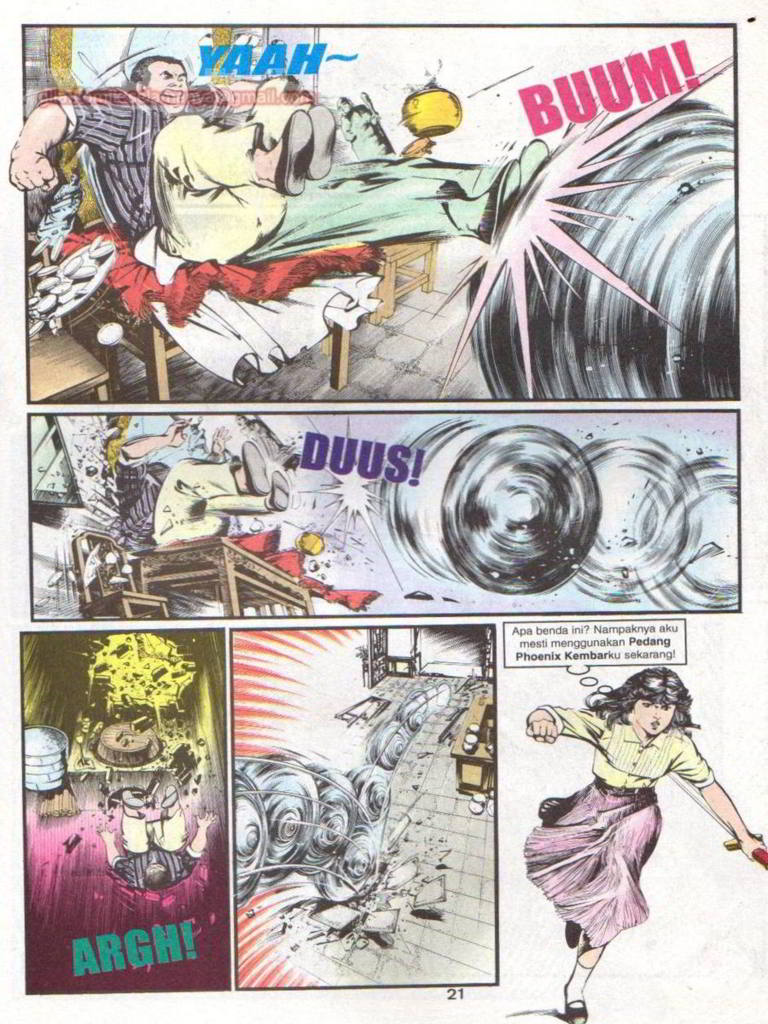 YAAH~
BUUM!
DUUS!
Apa benda ini? Nampaknya aku
mesti menggunakan Pedang
Phoenix Kembarku sekarang!
ARGH!
21